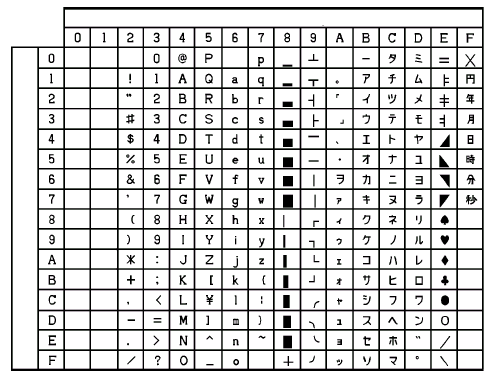 0 1 2 3 4 5 6 7 8 9 A B C D E F
0 0 @ P p ▁ ┴ ー タ ミ ═ ╳
1 ! 1 A Q a q ▂ ┬ 。 ア チ ム ╞ 円
2 " 2 B R b r ▃ ┤ 「 イ ツ メ ╪ 年
3 # 3 C S c s ▄ ├ 」 ウ テ モ ╡ 月
4 $ 4 D T d t ▅ ▔ 、 エ ト ヤ ◢ 日
5 % 5 E U e u ▆ ─ ・ オ ナ ユ ◣ 時
6 & 6 F V f v ▇ │ ヲ カ ニ ヨ ◥ 分
7 ' 7 G W g w █ ▕ ァ キ ヌ ラ ◤ 秒
8 ( 8 H X h x ▏ ┌ ィ ク ネ リ ♠
9 ) 9 I Y i y ▎ ┐ ゥ ケ ノ ル ♥
A * : J Z j z ▍ └ ェ コ ハ レ ♦
B + ; K [ k { ▌ ┘ ォ サ ヒ ロ ♣
C , < L ¥ l ¦ ▋ ╭ ャ シ フ ワ ●
D - = M ] m } ▊ ╮ ュ ス ヘ ン ○
E . > N ^ n ~ ▉ ╰ ョ セ ホ ゛ ╱
F / ? O _ o ┼ ╯ ッ ソ マ ゜ ╲